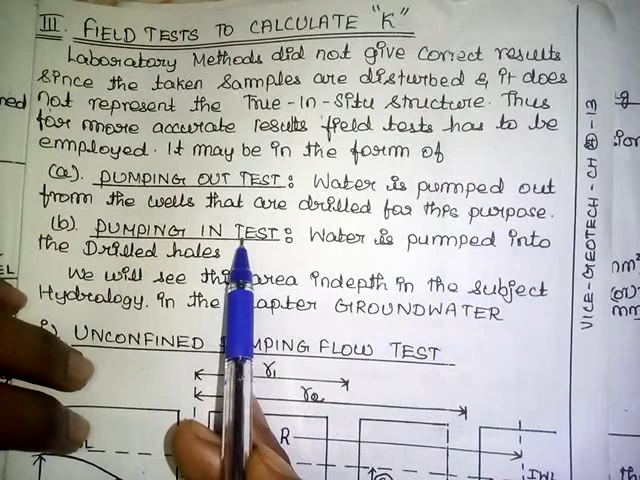 III. FIELD TESTS TO CALCULATE "K"
Laboratory Methods did not give correct results
since the taken samples are disturbed & it does
not represent the True-In-Situ structure. Thus
for more accurate results field tests has to be
employed. It may be in the form of
(a). PUMPING OUT TEST: Water is pumped out
from the wells that are drilled for this purpose.
(b). PUMPING IN TEST: Water is pumped into
the Drilled holes
We will see this area indepth in the subject
Hydrology. in the chapter GROUNDWATER
i) UNCONFINED PUMPING FLOW TEST
r1
r2
R
IWL
VICE-GEOTECH-CH-13